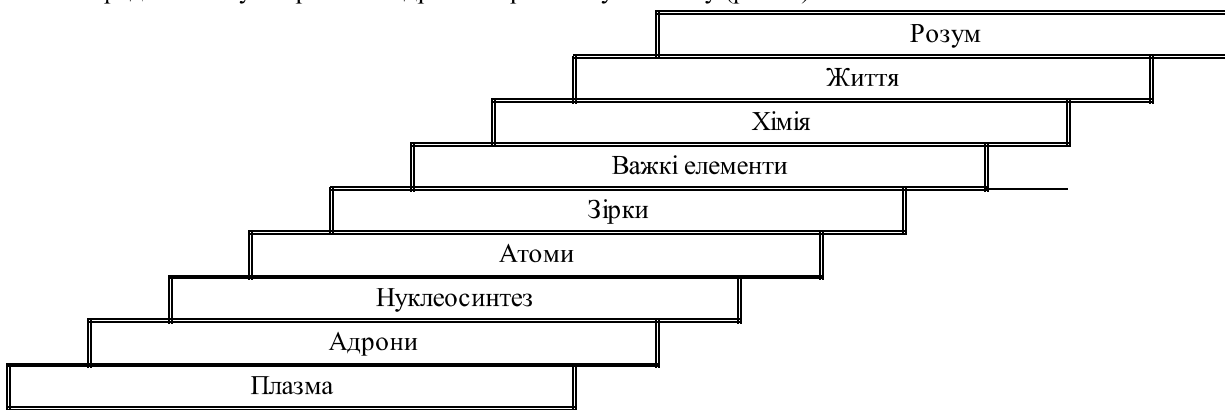 Розум
Життя
Хімія
Важкі елементи
Зірки
Атоми
Нуклеосинтез
Адрони
Плазма